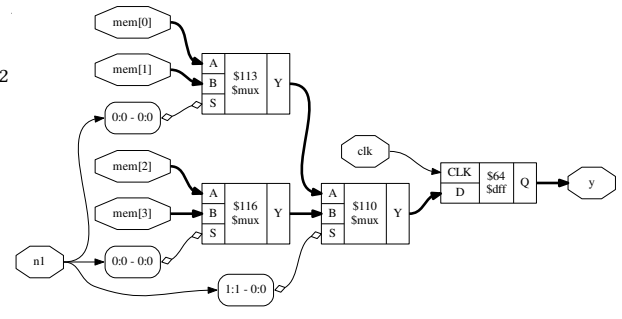 mem[0]
2
mem[1]
A
B
S
$113
$mux
Y
0:0 - 0:0
clk
mem[2]
mem[3]
A
B
S
$116
$mux
Y
A
B
S
$110
$mux
Y
CLK
D
$64
$dff
Q
y
n1
0:0 - 0:0
1:1 - 0:0